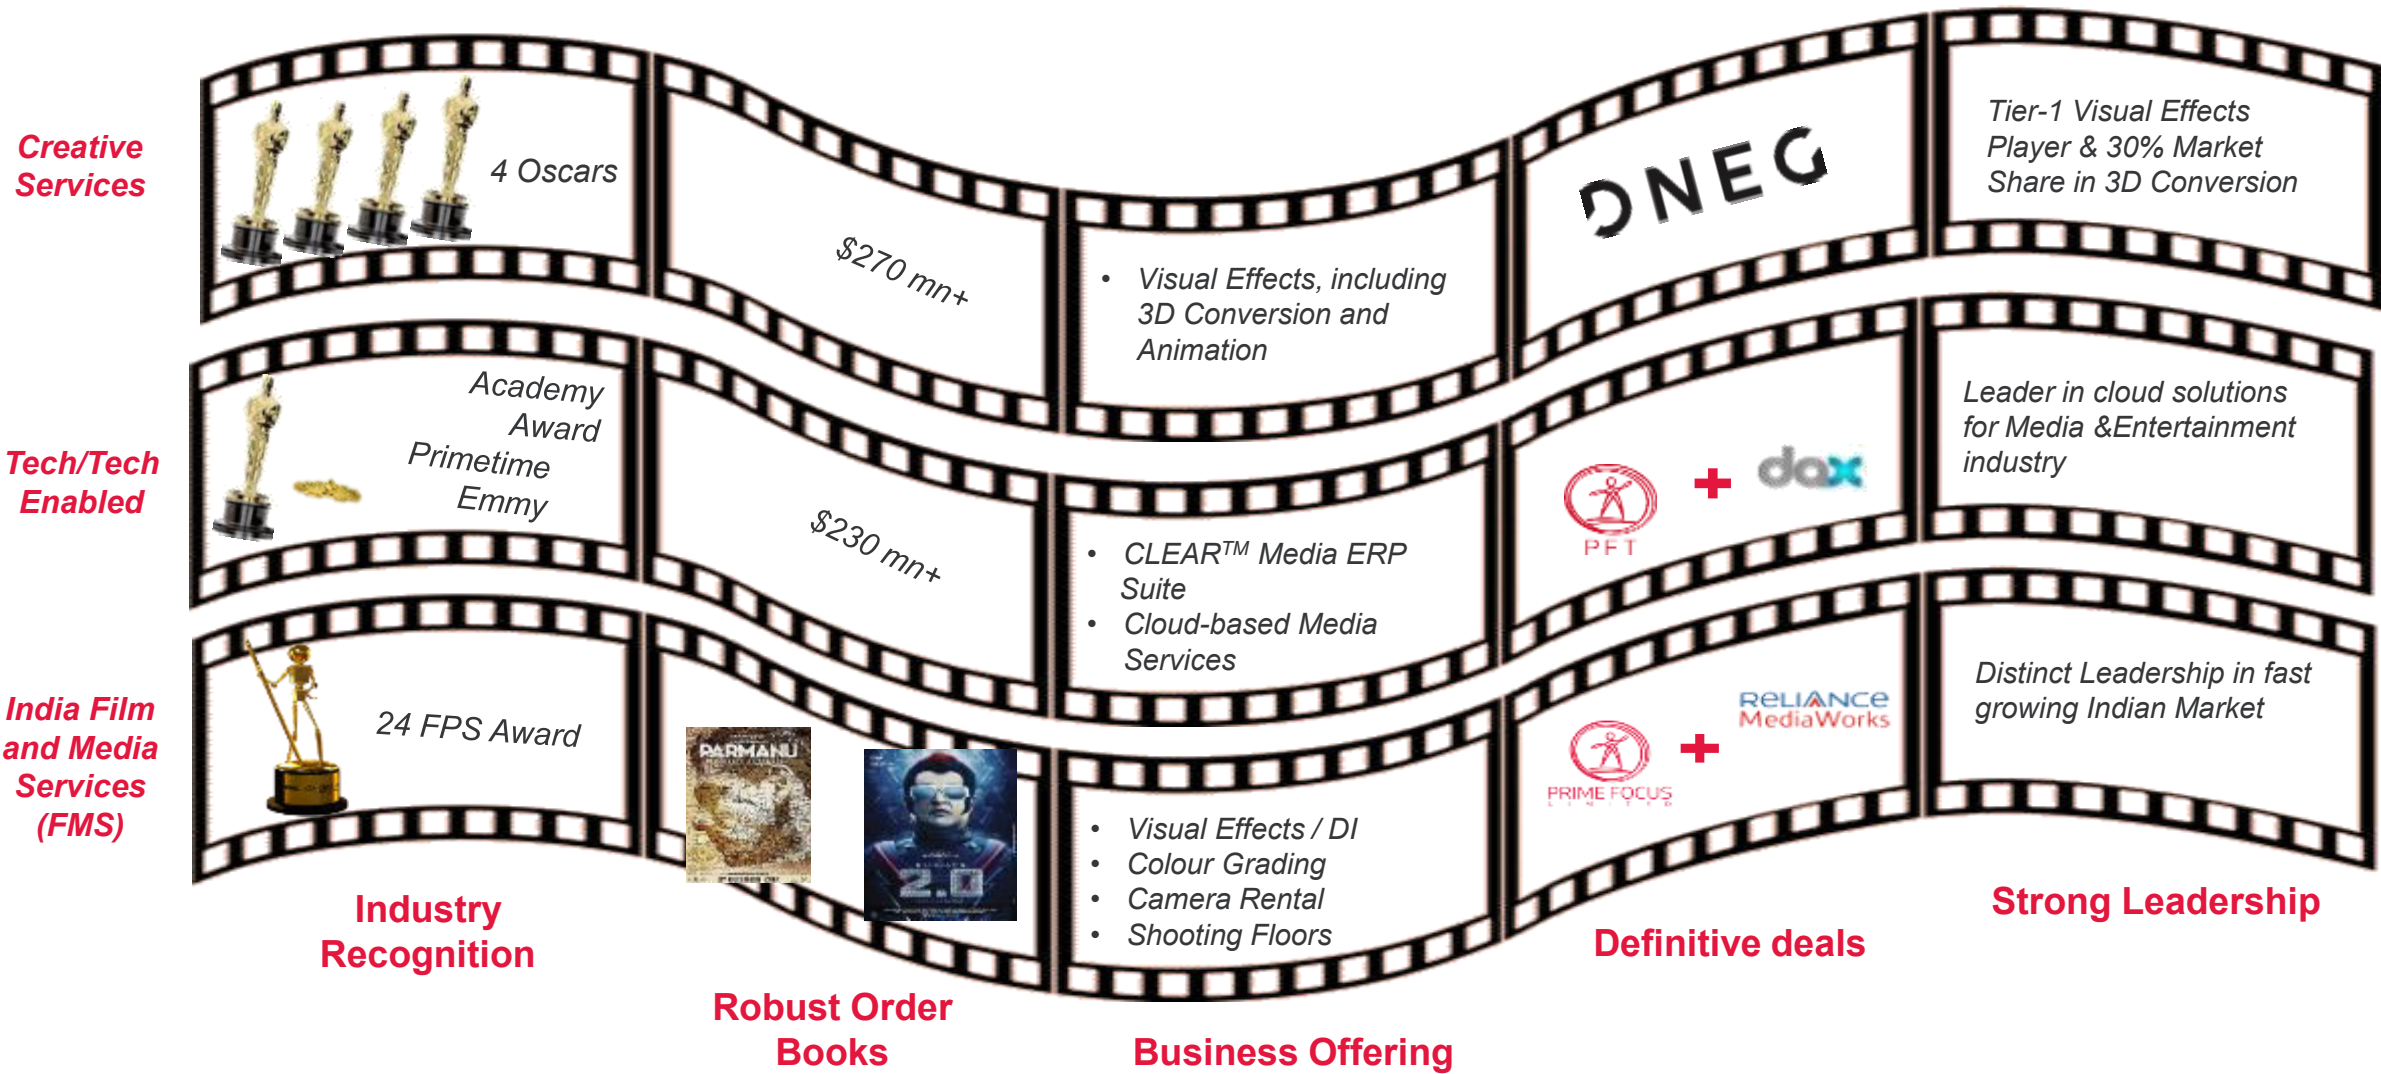 Creative
Services
4 Oscars
$270 mn+
• Visual Effects, including
3D Conversion and
Animation
DNEG
Tier-1 Visual Effects
Player & 30% Market
Share in 3D Conversion
Tech/Tech
Enabled
Academy
Award
Primetime
Emmy
$230 mn+
• CLEAR™ Media ERP
Suite
• Cloud-based Media
Services
PFT
+
dax
Leader in cloud solutions
for Media &Entertainment
industry
India Film
and Media
Services
(FMS)
24 FPS Award
PARMANU
2.0
• Visual Effects / DI
• Colour Grading
• Camera Rental
• Shooting Floors
PRIME FOCUS
LIMITED
+
RELIANCE
MediaWorks
Distinct Leadership in fast
growing Indian Market
Industry
Recognition
Robust Order
Books
Business Offering
Definitive deals
Strong Leadership